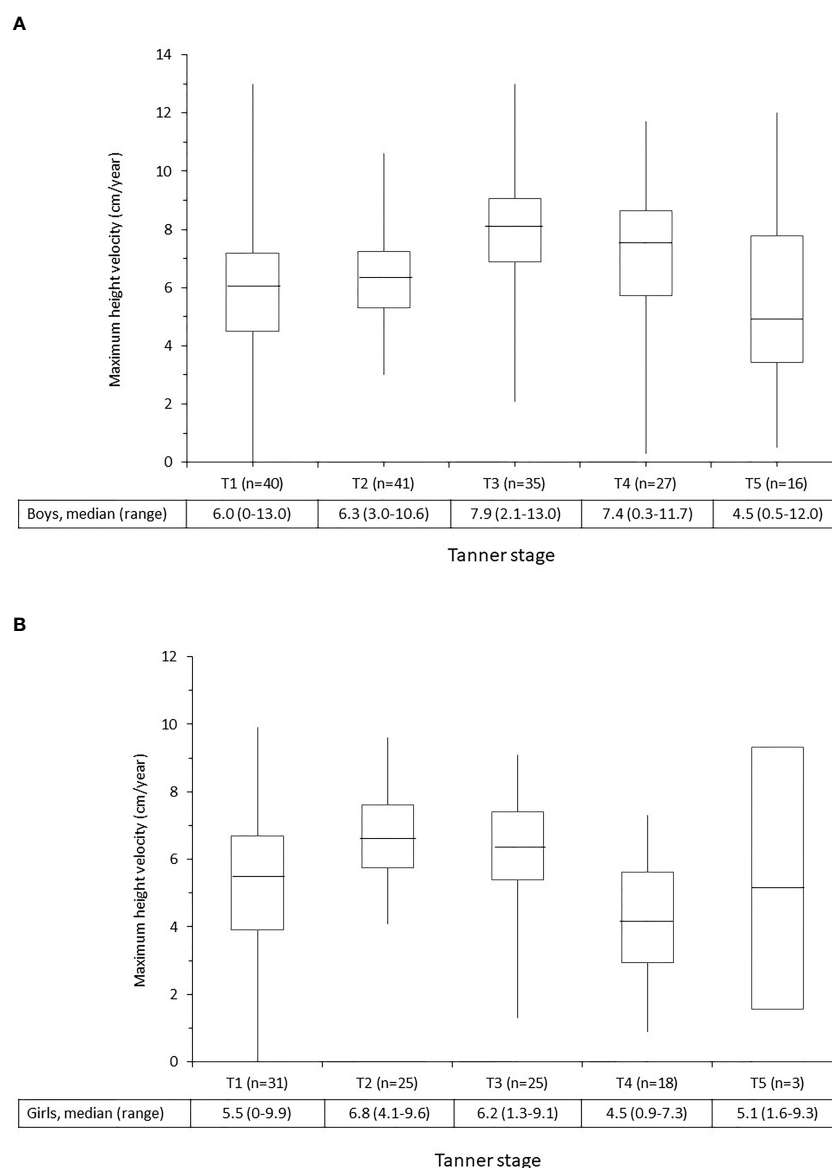 A
Maximum height velocity (cm/year)
14
12
10
8
6
4
2
0
T1 (n=40) T2 (n=41) T3 (n=35) T4 (n=27) T5 (n=16)
Boys, median (range) 6.0 (0-13.0) 6.3 (3.0-10.6) 7.9 (2.1-13.0) 7.4 (0.3-11.7) 4.5 (0.5-12.0)
Tanner stage
B
Maximum height velocity (cm/year)
12
10
8
6
4
2
0
T1 (n=31) T2 (n=25) T3 (n=25) T4 (n=18) T5 (n=3)
Girls, median (range) 5.5 (0-9.9) 6.8 (4.1-9.6) 6.2 (1.3-9.1) 4.5 (0.9-7.3) 5.1 (1.6-9.3)
Tanner stage